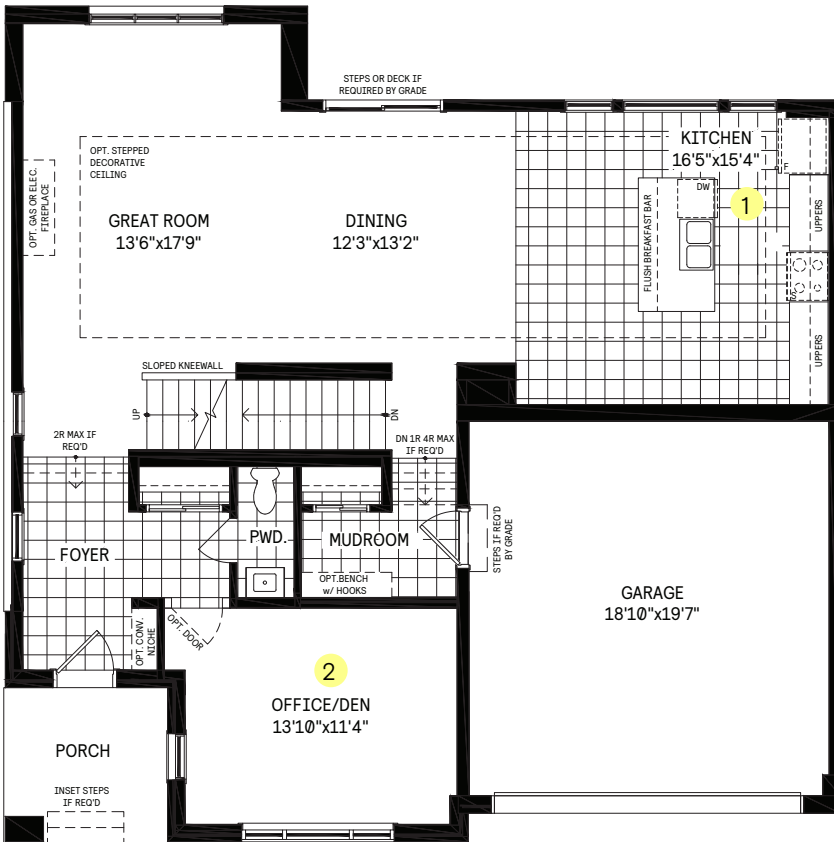 STEPS OR DECK IF
REQUIRED BY GRADE
OPT. STEPPED
DECORATIVE
CEILING
KITCHEN
16'5"x15'4"
F
DW
1
UPPERS
FLUSH BREAKFAST BAR
OPT. GAS OR ELEC.
FIREPLACE
GREAT ROOM
13'6"x17'9"
DINING
12'3"x13'2"
S
UPPERS
SLOPED KNEEWALL
UP
DN
2R MAX IF
REQ'D
DN 1R 4R MAX
IF REQ'D
FOYER
PWD.
MUDROOM
STEPS IF REQ'D
BY GRADE
OPT.BENCH
w/ HOOKS
GARAGE
18'10"x19'7"
OPT. CONV.
NICHE
OPT. DOOR
2
OFFICE/DEN
13'10"x11'4"
PORCH
INSET STEPS
IF REQ'D